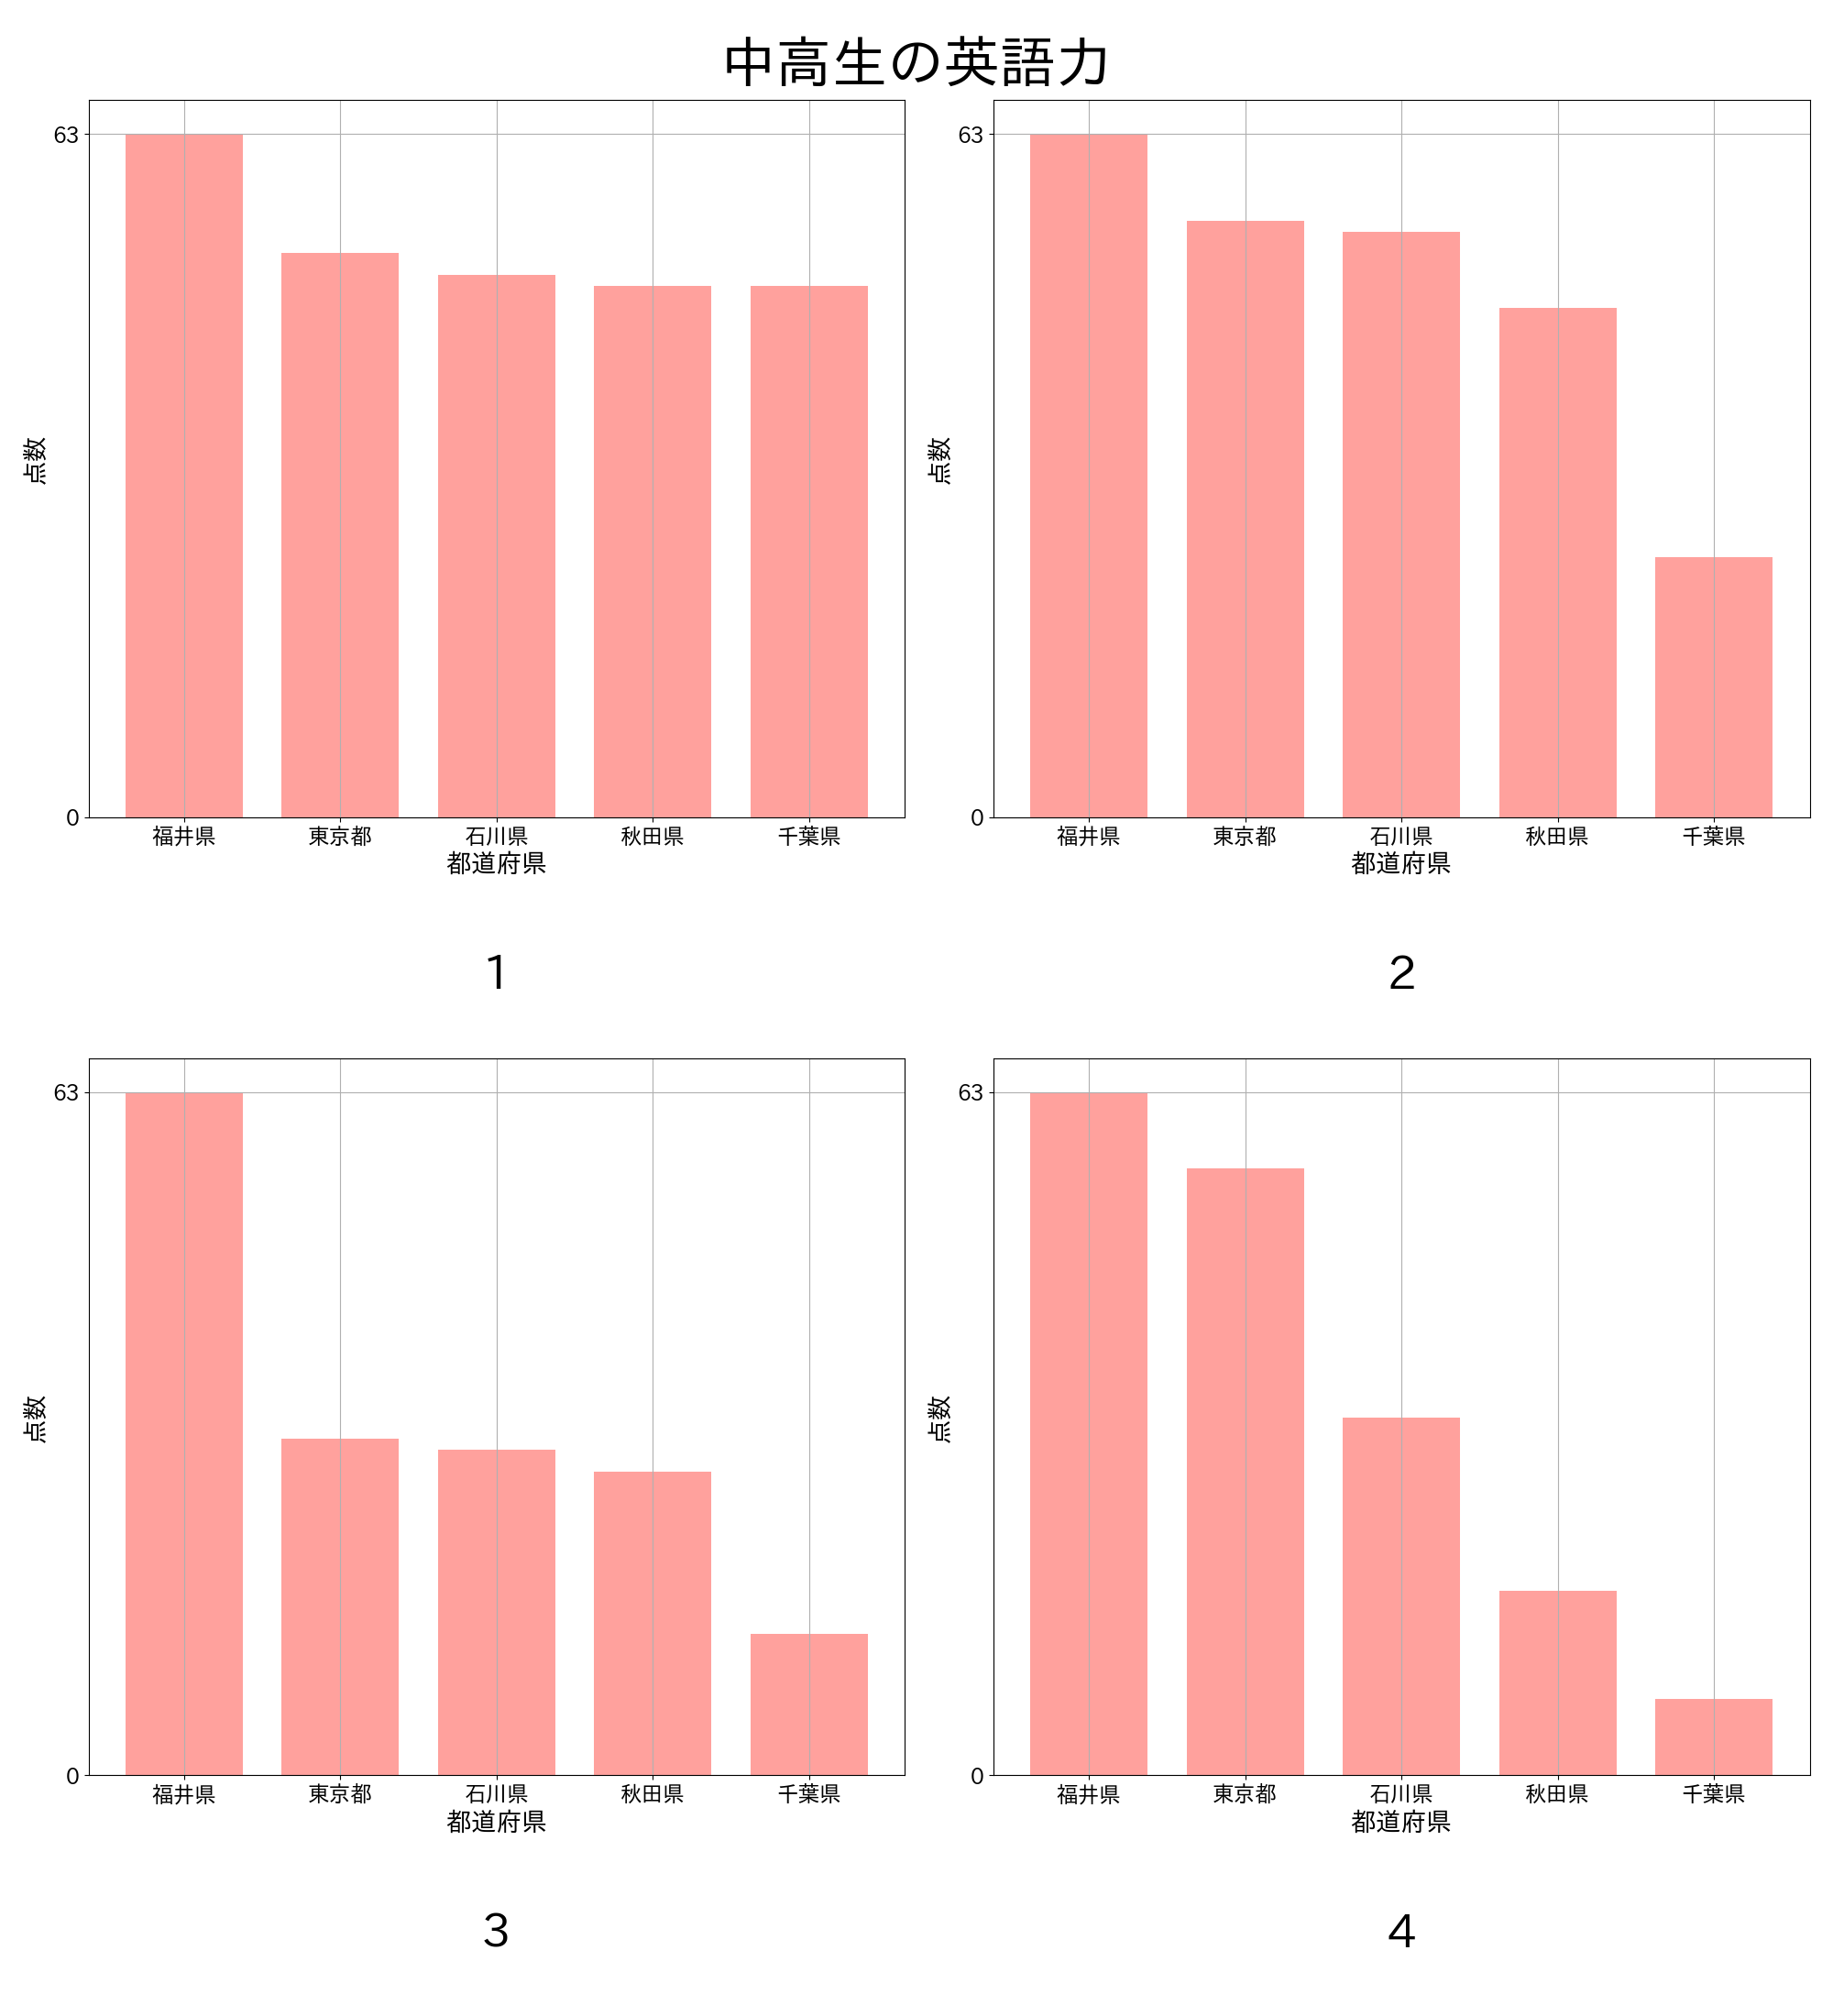 中高生の英語力
63
点数
0
福井県 東京都 石川県 秋田県 千葉県
都道府県
1
63
点数
0
福井県 東京都 石川県 秋田県 千葉県
都道府県
2
63
点数
0
福井県 東京都 石川県 秋田県 千葉県
都道府県
3
63
点数
0
福井県 東京都 石川県 秋田県 千葉県
都道府県
4